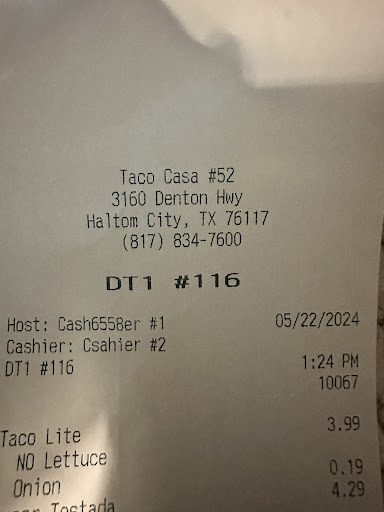 Taco Casa #52
3160 Denton Hwy
Haltom City, TX 76117
(817) 834-7600
DT1 #116
Host: Cash6558er #1 05/22/2024
Cashier: Csahier #2
DT1 #116 1:24 PM
10067
Taco Lite 3.99
NO Lettuce
Onion 0.19
Tostada 4.29